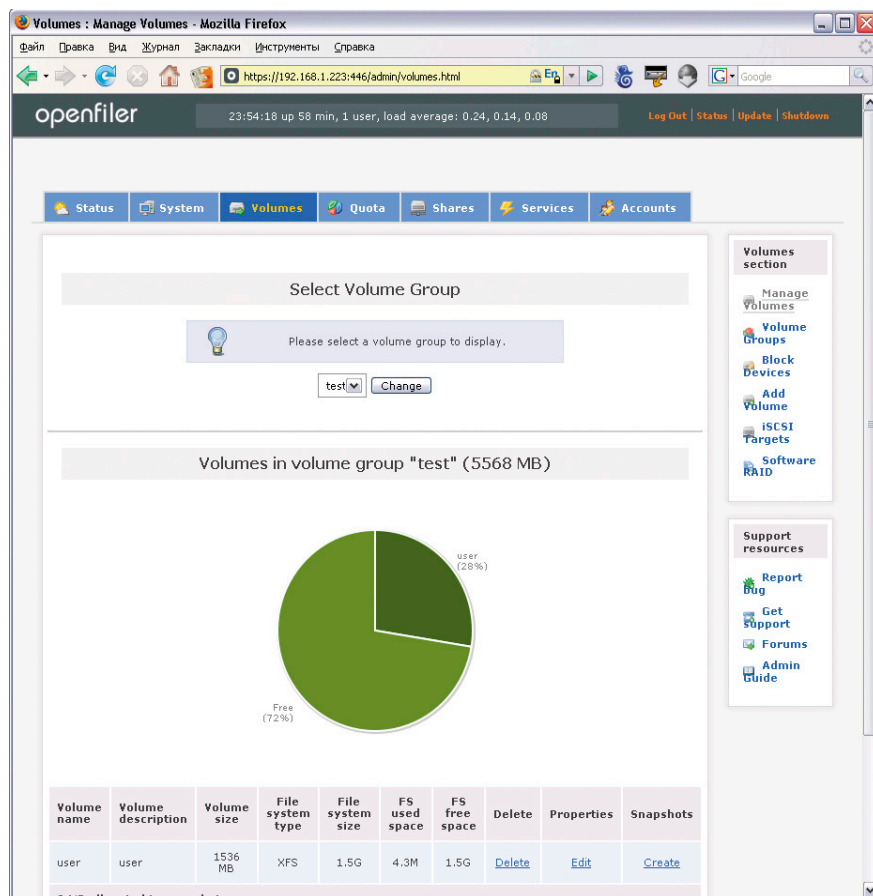 Volumes : Manage Volumes - Mozilla Firefox
Файл Правка Вид Журнал Закладки Инструменты Справка
https://192.168.1.223:446/admin/volumes.html
En
G
Google
openfiler
23:54:18 up 58 min, 1 user, load average: 0.24, 0.14, 0.08
Log Out | Status | Update | Shutdown
Status System Volumes Quota Shares Services Accounts
Select Volume Group
Please select a volume group to display.
test Change
Volumes in volume group "test" (5568 MB)
user
(28%)
Free
(72%)
Volume name Volume description Volume size File system type File system size FS used space FS free space Delete Properties Snapshots
user user 1536 MB XFS 1.5G 4.3M 1.5G Delete Edit Create
Volumes
section
Manage
Volumes
Volume
Groups
Block
Devices
Add
Volume
iSCSI
Targets
Software
RAID
Support
resources
Report
Bug
Get
support
Forums
Admin
Guide